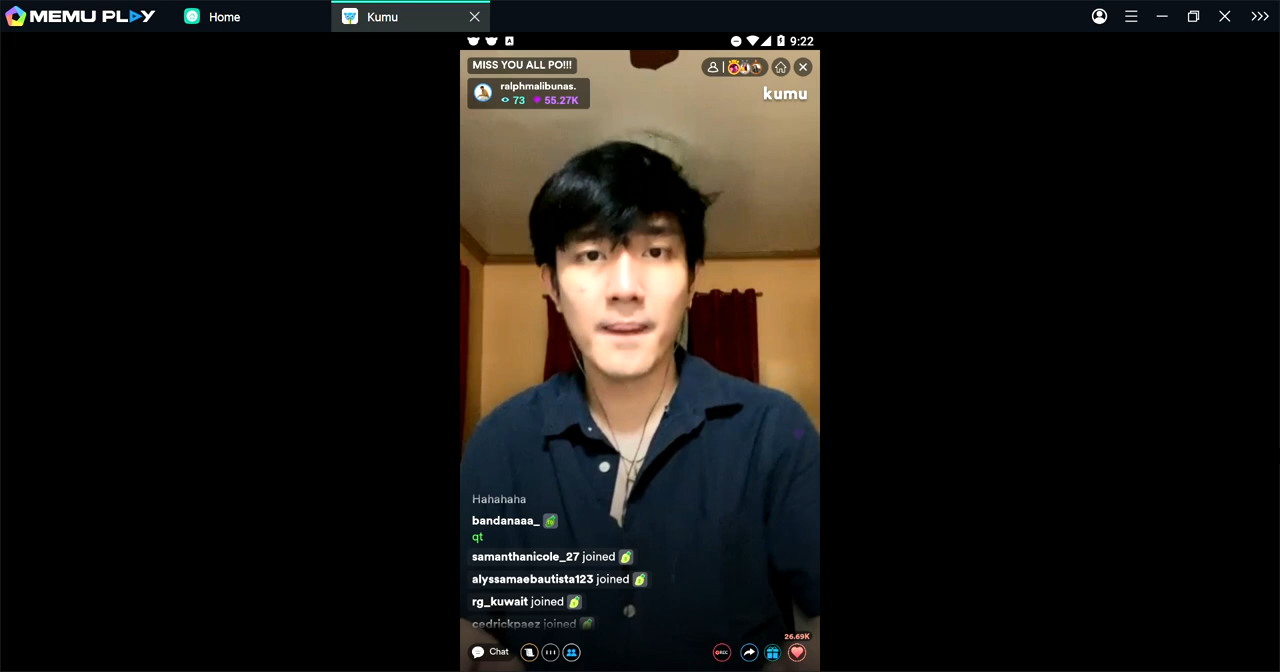 MEMU PLAY
Home
Kumu
9:22
MISS YOU ALL PO!!!
ralphmalibunas.
73 55.27K
kumu
Hahahaha
bandanaaa_
qt
samanthanicole_27 joined
alyssamaebautista123 joined
rg_kuwait joined
cedrickpaez joined
26.69K
Chat
REC